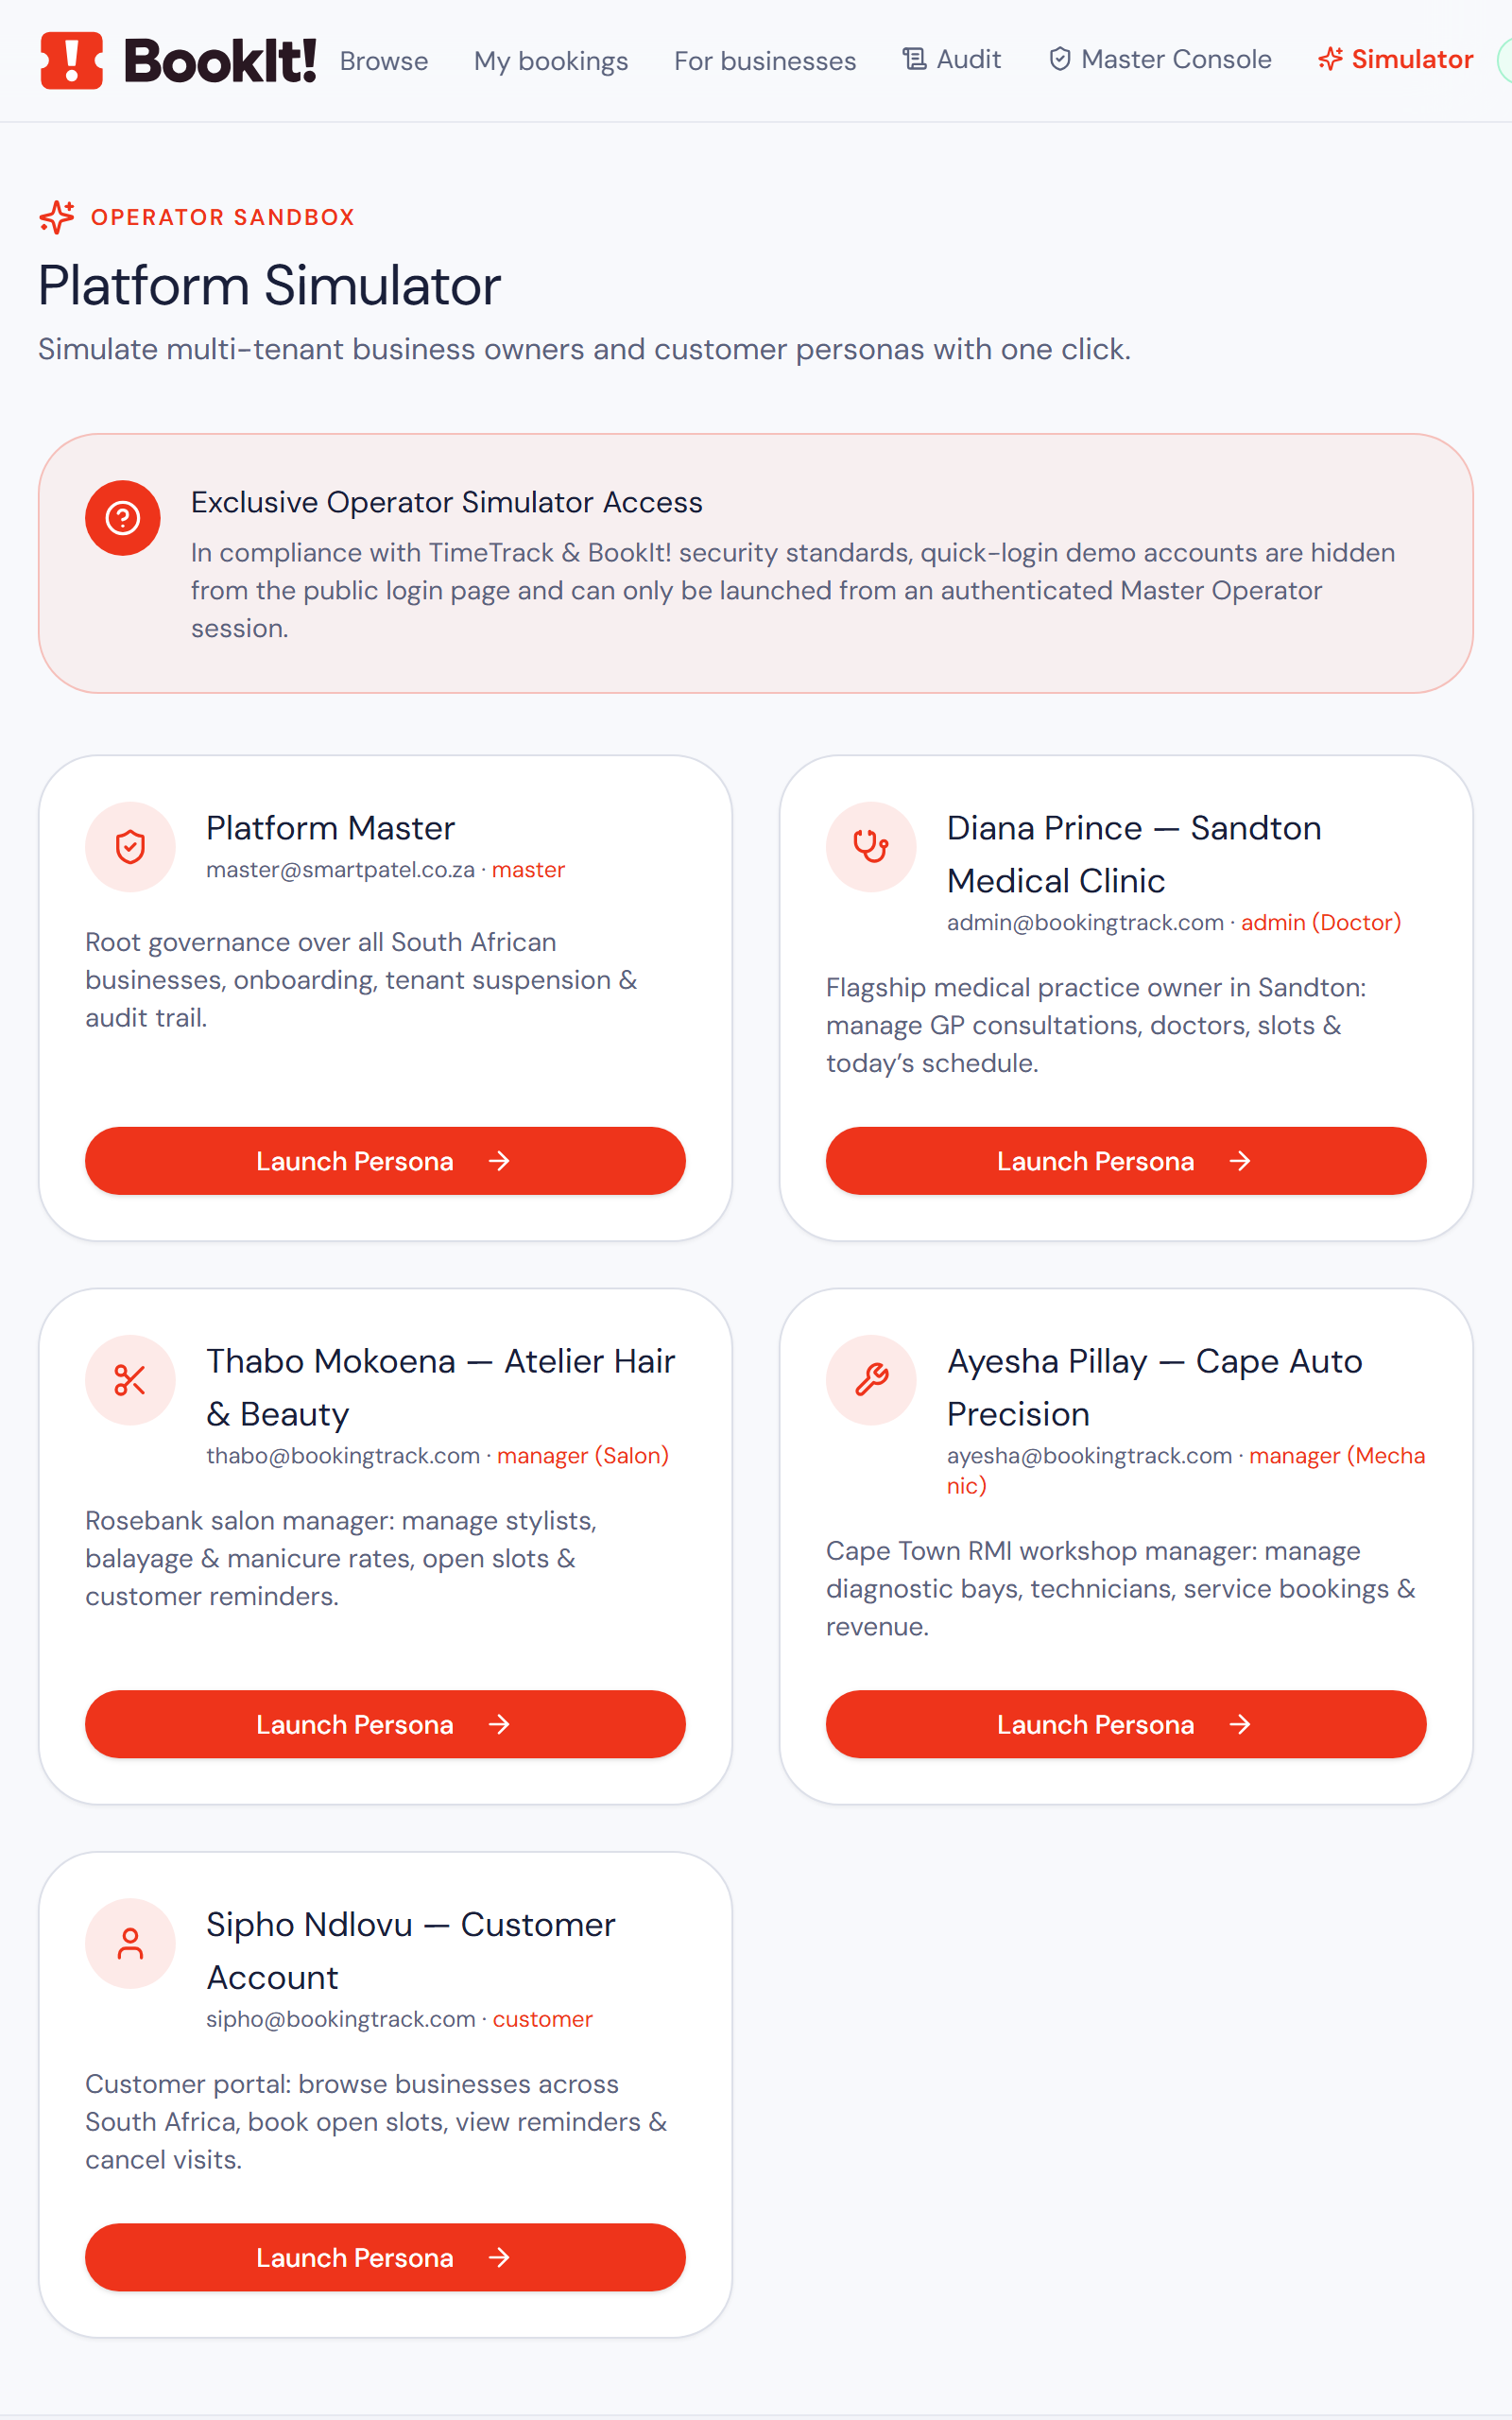 BookIt! Browse My bookings For businesses Audit Master Console Simulator
OPERATOR SANDBOX
Platform Simulator
Simulate multi-tenant business owners and customer personas with one click.
Exclusive Operator Simulator Access
In compliance with TimeTrack & BookIt! security standards, quick-login demo accounts are hidden
from the public login page and can only be launched from an authenticated Master Operator
session.
Platform Master
master@smartpatel.co.za · master
Root governance over all South African
businesses, onboarding, tenant suspension &
audit trail.
Launch Persona
Diana Prince — Sandton
Medical Clinic
admin@bookingtrack.com · admin (Doctor)
Flagship medical practice owner in Sandton:
manage GP consultations, doctors, slots &
today’s schedule.
Launch Persona
Thabo Mokoena — Atelier Hair
& Beauty
thabo@bookingtrack.com · manager (Salon)
Rosebank salon manager: manage stylists,
balayage & manicure rates, open slots &
customer reminders.
Launch Persona
Ayesha Pillay — Cape Auto
Precision
ayesha@bookingtrack.com · manager (Mecha
nic)
Cape Town RMI workshop manager: manage
diagnostic bays, technicians, service bookings &
revenue.
Launch Persona
Sipho Ndlovu — Customer
Account
sipho@bookingtrack.com · customer
Customer portal: browse businesses across
South Africa, book open slots, view reminders &
cancel visits.
Launch Persona